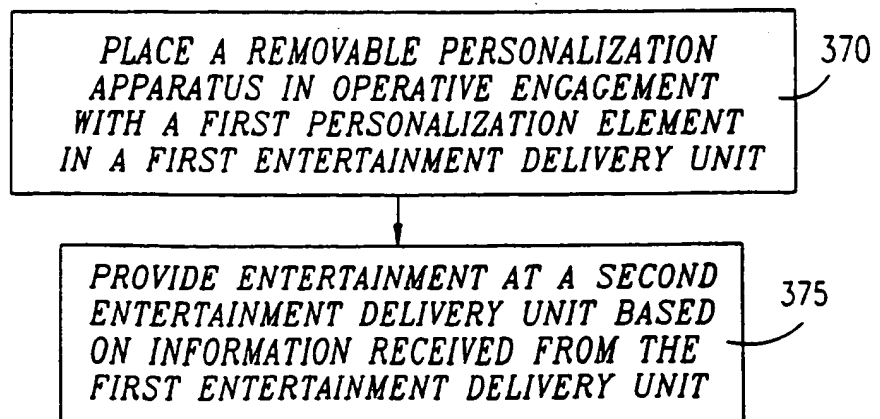 PLACE A REMOVABLE PERSONALIZATION
APPARATUS IN OPERATIVE ENGAGEMENT
WITH A FIRST PERSONALIZATION ELEMENT
IN A FIRST ENTERTAINMENT DELIVERY UNIT
370
PROVIDE ENTERTAINMENT AT A SECOND
ENTERTAINMENT DELIVERY UNIT BASED
ON INFORMATION RECEIVED FROM THE
FIRST ENTERTAINMENT DELIVERY UNIT
375